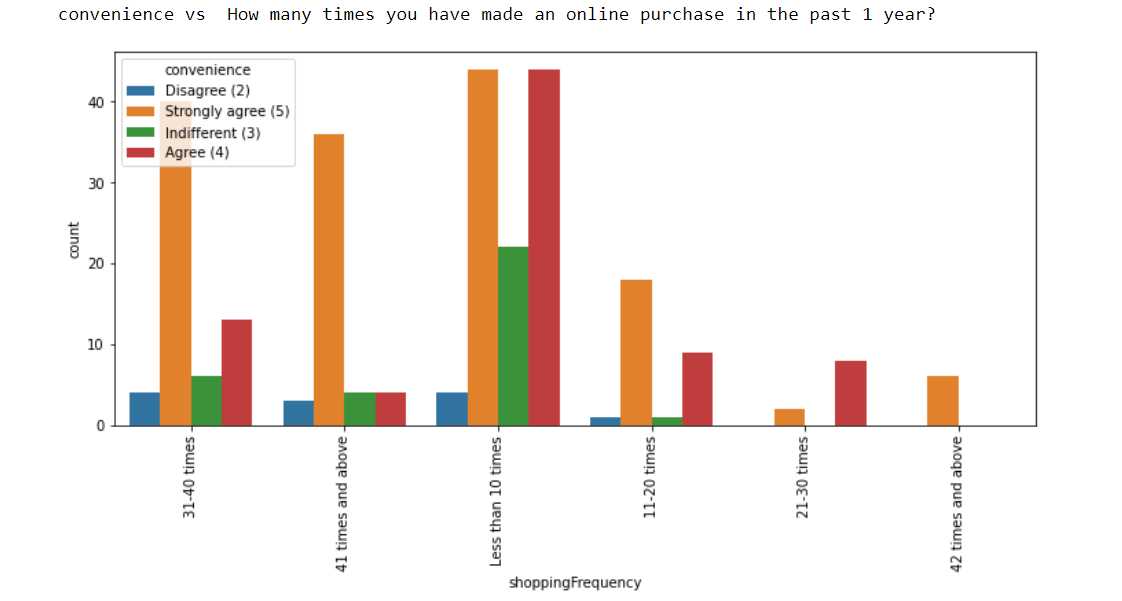 convenience vs  How many times you have made an online purchase in the past 1 year?
convenience
Disagree (2)
Strongly agree (5)
Indifferent (3)
Agree (4)
count
40
30
20
10
0
31-40 times
41 times and above
Less than 10 times
11-20 times
21-30 times
42 times and above
shoppingFrequency